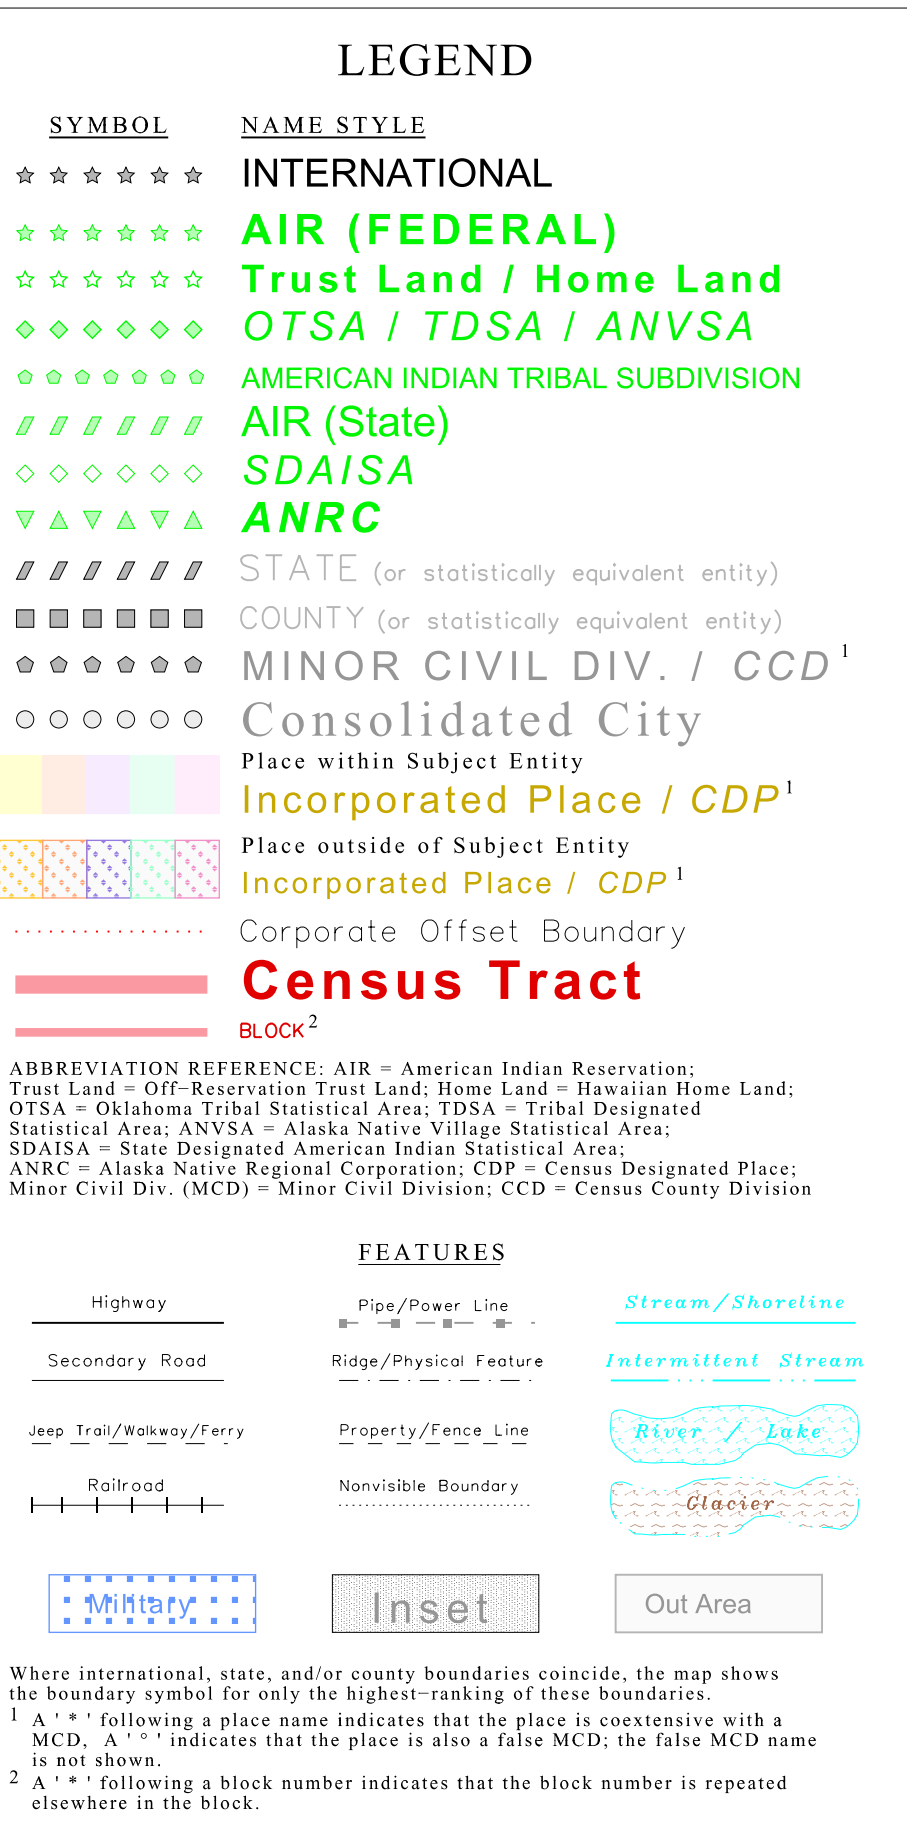 LEGEND
SYMBOL NAME STYLE
INTERNATIONAL
AIR (FEDERAL)
Trust Land / Home Land
OTSA / TDSA / ANVSA
AMERICAN INDIAN TRIBAL SUBDIVISION
AIR (State)
SDAISA
ANRC
STATE (or statistically equivalent entity)
COUNTY (or statistically equivalent entity)
MINOR CIVIL DIV. / CCD 1
Consolidated City
Place within Subject Entity
Incorporated Place / CDP 1
Place outside of Subject Entity
Incorporated Place / CDP 1
Corporate Offset Boundary
Census Tract
BLOCK 2
ABBREVIATION REFERENCE: AIR = American Indian Reservation;
Trust Land = Off−Reservation Trust Land; Home Land = Hawaiian Home Land;
OTSA = Oklahoma Tribal Statistical Area; TDSA = Tribal Designated
Statistical Area; ANVSA = Alaska Native Village Statistical Area;
SDAISA = State Designated American Indian Statistical Area;
ANRC = Alaska Native Regional Corporation; CDP = Census Designated Place;
Minor Civil Div. (MCD) = Minor Civil Division; CCD = Census County Division
FEATURES
Highway Pipe/Power Line Stream/Shoreline
Secondary Road Ridge/Physical Feature Intermittent Stream
Jeep Trail/Walkway/Ferry Property/Fence Line River / Lake
Railroad Nonvisible Boundary Glacier
Military Inset Out Area
Where international, state, and/or county boundaries coincide, the map shows
the boundary symbol for only the highest−ranking of these boundaries.
1 A ' * ' following a place name indicates that the place is coextensive with a
MCD, A ' ° ' indicates that the place is also a false MCD; the false MCD name
is not shown.
2 A ' * ' following a block number indicates that the block number is repeated
elsewhere in the block.